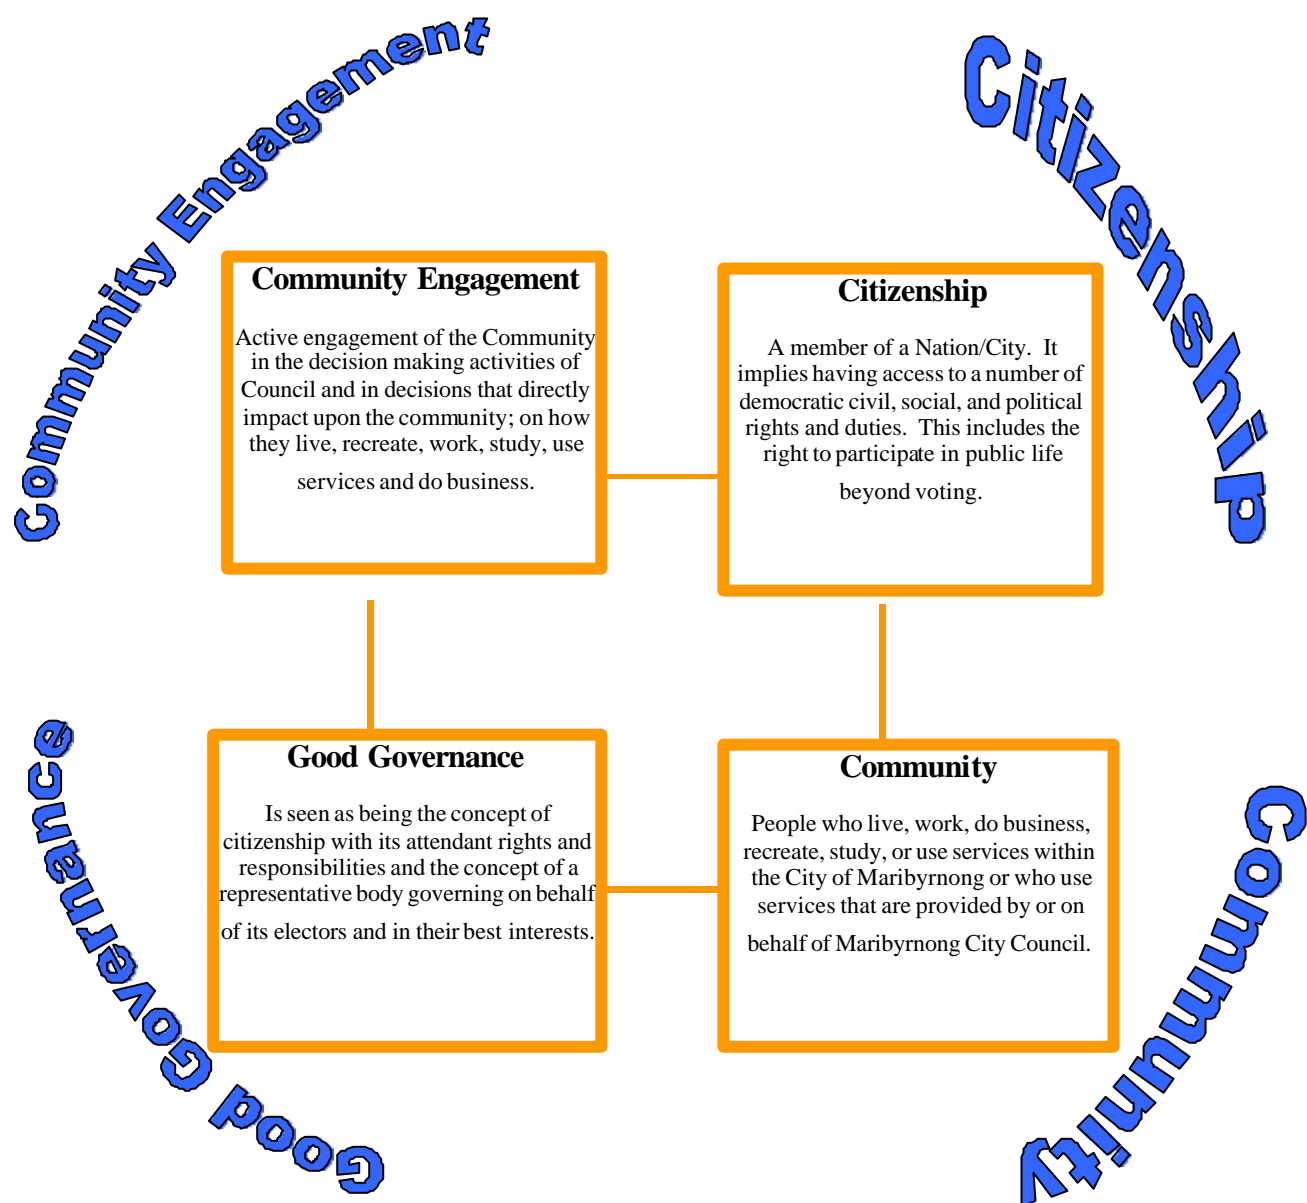 Community Engagement
Citizenship
Community Engagement
Active engagement of the Community
in the decision making activities of
Council and in decisions that directly
impact upon the community; on how
they live, recreate, work, study, use
services and do business.
Citizenship
A member of a Nation/City. It
implies having access to a number of
democratic civil, social, and political
rights and duties. This includes the
right to participate in public life
beyond voting.
Good Governance
Is seen as being the concept of
citizenship with its attendant rights and
responsibilities and the concept of a
representative body governing on behalf
of its electors and in their best interests.
Community
People who live, work, do business,
recreate, study, or use services within
the City of Maribyrnong or who use
services that are provided by or on
behalf of Maribyrnong City Council.
Good Governance
Community